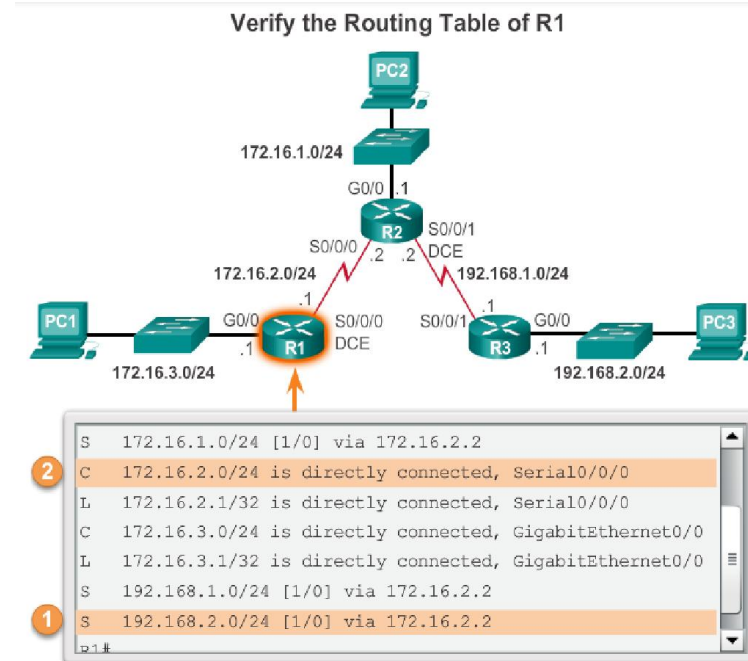 Verify the Routing Table of R1
PC2
172.16.1.0/24
G0/0 .1
R2
S0/0/0 .2 .2 S0/0/1
DCE
172.16.2.0/24
192.168.1.0/24
.1
.1
PC1
G0/0
.1
R1
S0/0/0
DCE
S0/0/1
R3
G0/0
.1
PC3
172.16.3.0/24
192.168.2.0/24
S 172.16.1.0/24 [1/0] via 172.16.2.2
2 C 172.16.2.0/24 is directly connected, Serial0/0/0
L 172.16.2.1/32 is directly connected, Serial0/0/0
C 172.16.3.0/24 is directly connected, GigabitEthernet0/0
L 172.16.3.1/32 is directly connected, GigabitEthernet0/0
S 192.168.1.0/24 [1/0] via 172.16.2.2
1 S 192.168.2.0/24 [1/0] via 172.16.2.2
R1#